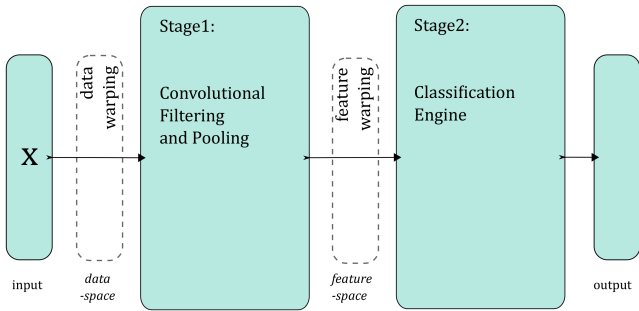 x
input
data
warping
data
-space
Stage1:
Convolutional
Filtering
and Pooling
feature
warping
feature
-space
Stage2:
Classification
Engine
output